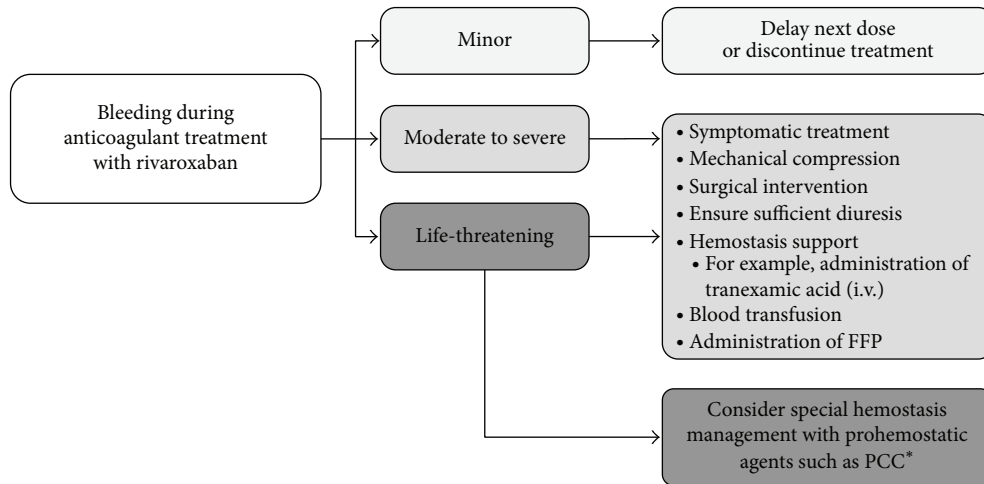 Bleeding during
anticoagulant treatment
with rivaroxaban
Minor
Delay next dose
or discontinue treatment
Moderate to severe
• Symptomatic treatment
• Mechanical compression
• Surgical intervention
• Ensure sufficient diuresis
• Hemostasis support
• For example, administration of
tranexamic acid (i.v.)
• Blood transfusion
• Administration of FFP
Life-threatening
Consider special hemostasis
management with prohemostatic
agents such as PCC*